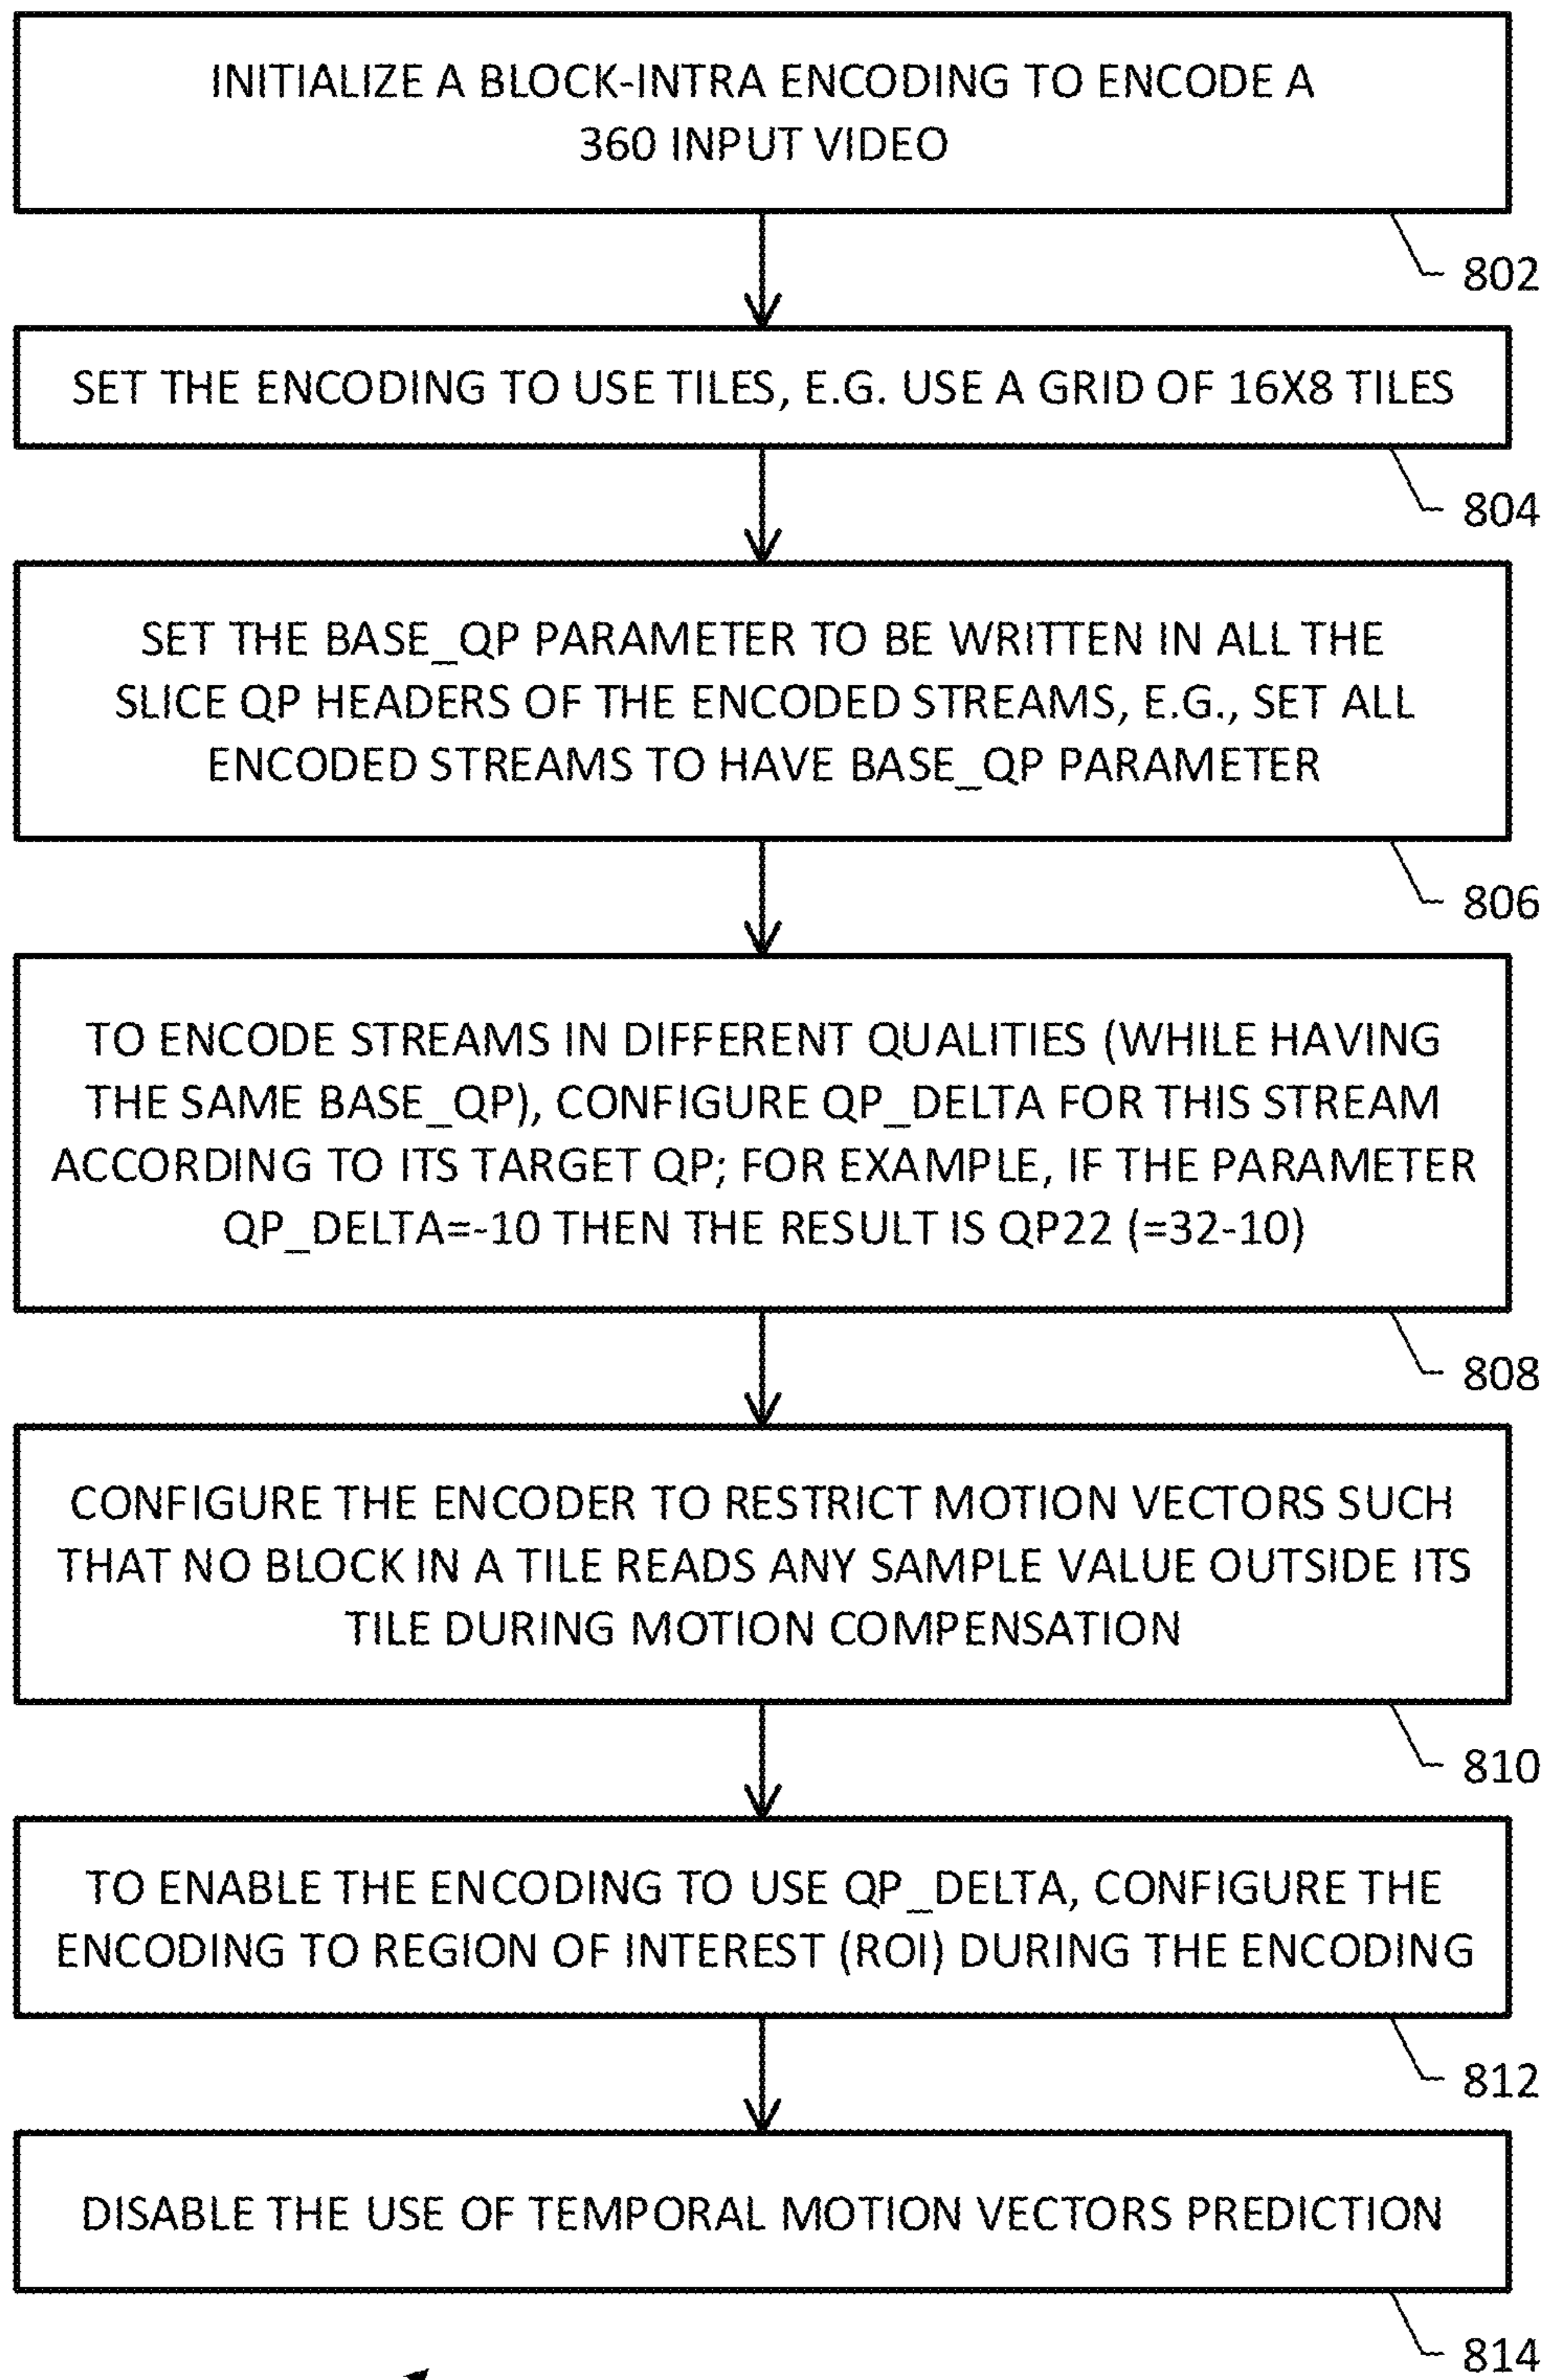 INITIALIZE A BLOCK-INTRA ENCODING TO ENCODE A
360 INPUT VIDEO
802
SET THE ENCODING TO USE TILES, E.G. USE A GRID OF 16X8 TILES
804
SET THE BASE_QP PARAMETER TO BE WRITTEN IN ALL THE
SLICE QP HEADERS OF THE ENCODED STREAMS, E.G., SET ALL
ENCODED STREAMS TO HAVE BASE_QP PARAMETER
806
TO ENCODE STREAMS IN DIFFERENT QUALITIES (WHILE HAVING
THE SAME BASE_QP), CONFIGURE QP_DELTA FOR THIS STREAM
ACCORDING TO ITS TARGET QP; FOR EXAMPLE, IF THE PARAMETER
QP_DELTA=-10 THEN THE RESULT IS QP22 (=32-10)
808
CONFIGURE THE ENCODER TO RESTRICT MOTION VECTORS SUCH
THAT NO BLOCK IN A TILE READS ANY SAMPLE VALUE OUTSIDE ITS
TILE DURING MOTION COMPENSATION
810
TO ENABLE THE ENCODING TO USE QP_DELTA, CONFIGURE THE
ENCODING TO REGION OF INTEREST (ROI) DURING THE ENCODING
812
DISABLE THE USE OF TEMPORAL MOTION VECTORS PREDICTION
814